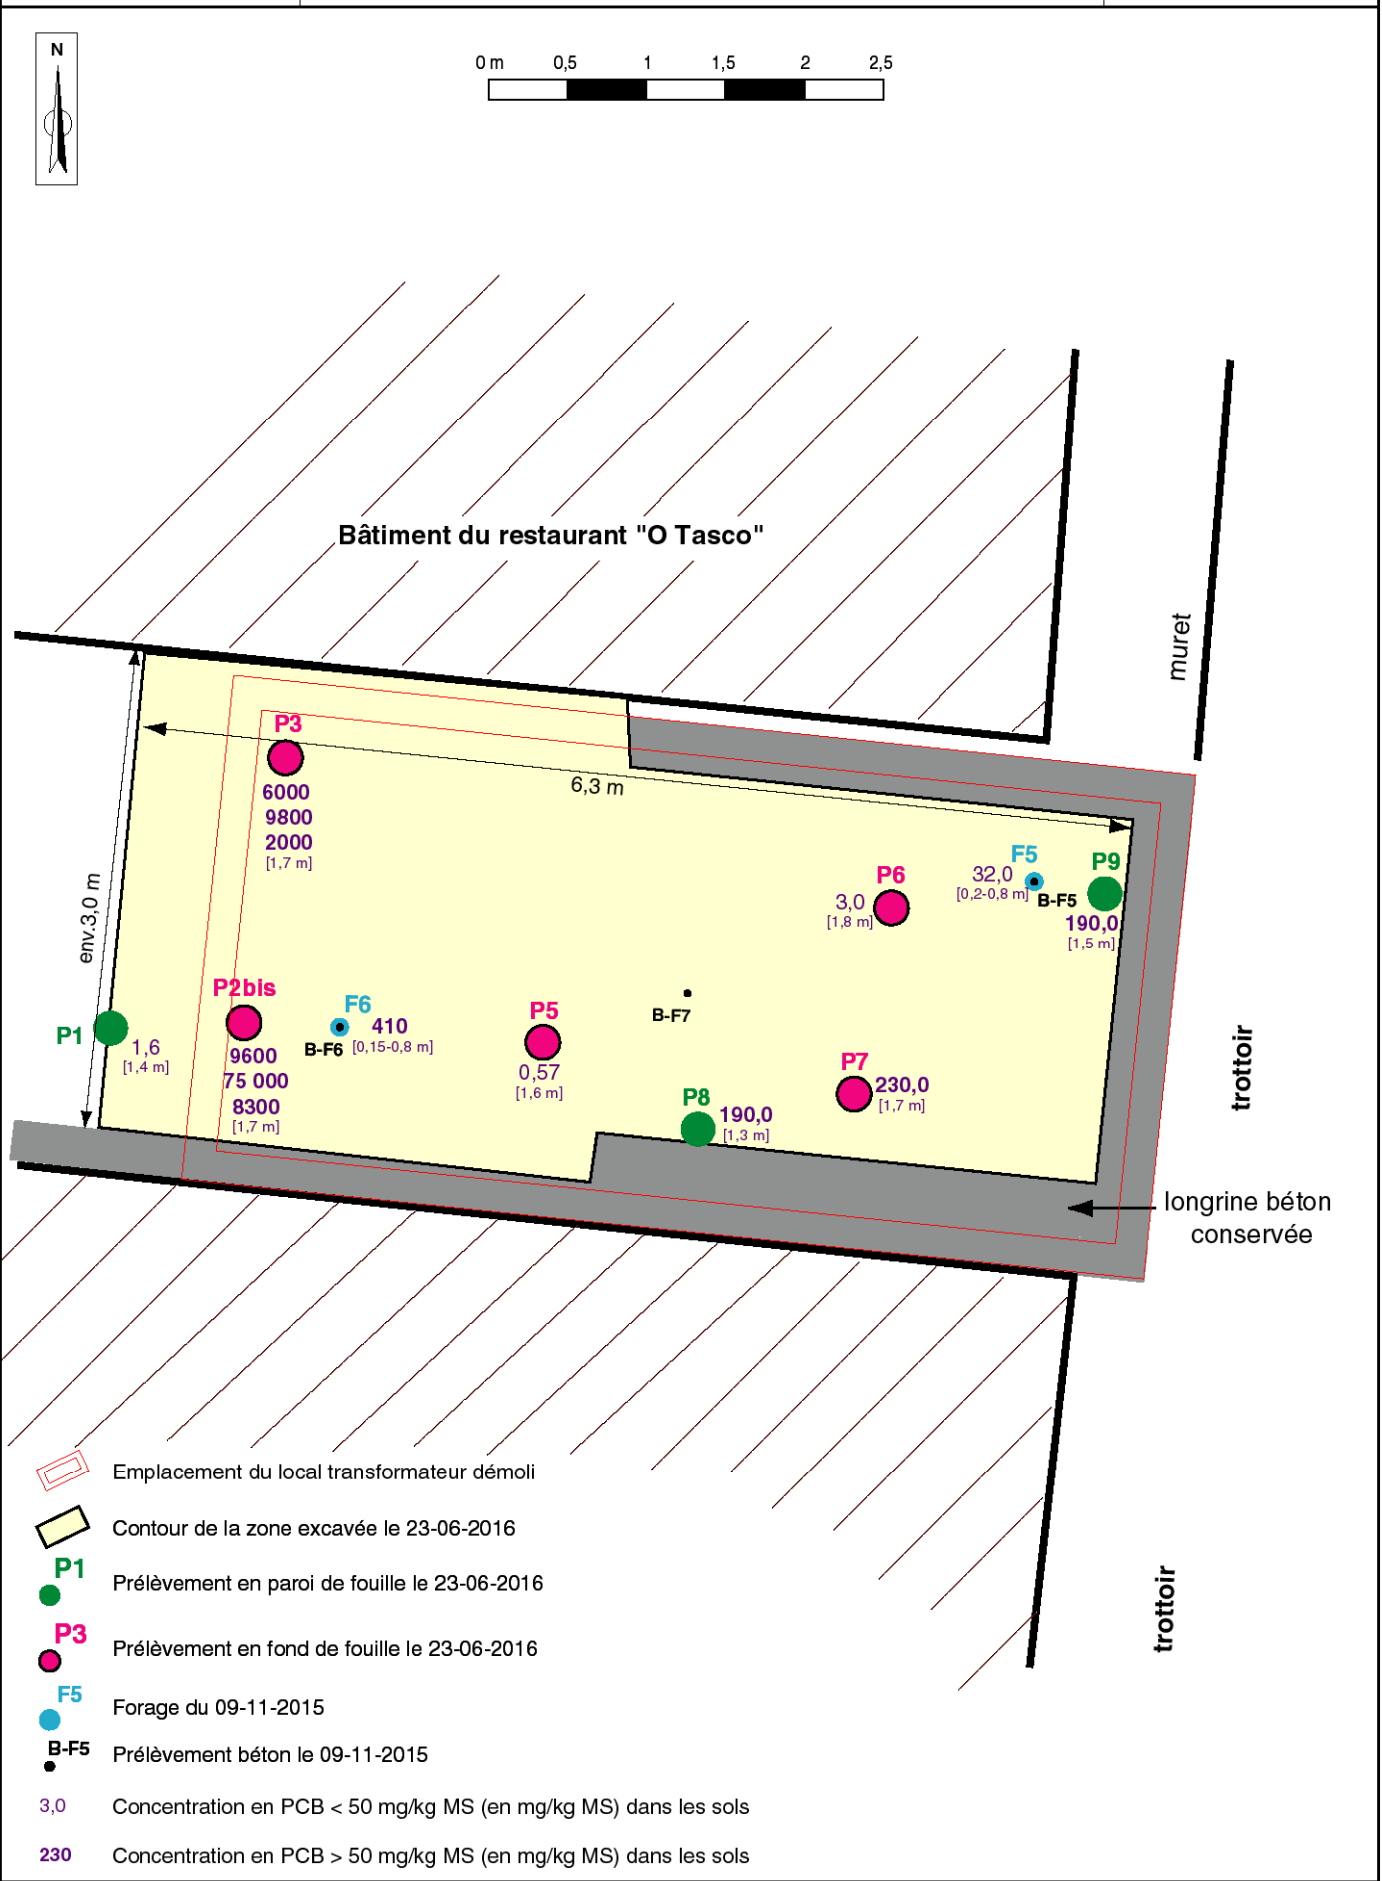 N
0 m 0,5 1 1,5 2 2,5
Bâtiment du restaurant "O Tasco"
muret
P3
6000
9800
2000
[1,7 m]
6,3 m
env.3,0 m
P6
3,0
[1,8 m]
F5
32,0
[0,2-0,8 m]
B-F5
P9
190,0
[1,5 m]
P2bis
9600
75 000
8300
[1,7 m]
F6
410
B-F6
[0,15-0,8 m]
P5
0,57
[1,6 m]
B-F7
P1
1,6
[1,4 m]
P8
190,0
[1,3 m]
P7
230,0
[1,7 m]
trottoir
longrine béton
conservée
trottoir
Emplacement du local transformateur démoli
Contour de la zone excavée le 23-06-2016
P1
Prélèvement en paroi de fouille le 23-06-2016
P3
Prélèvement en fond de fouille le 23-06-2016
F5
Forage du 09-11-2015
B-F5
Prélèvement béton le 09-11-2015
3,0 Concentration en PCB < 50 mg/kg MS (en mg/kg MS) dans les sols
230 Concentration en PCB > 50 mg/kg MS (en mg/kg MS) dans les sols